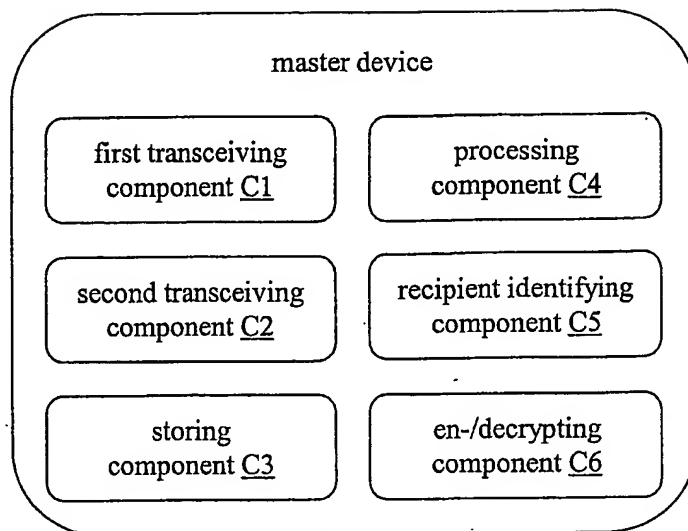 master device
first transceiving
component C1
processing
component C4
second transceiving
component C2
recipient identifying
component C5
storing
component C3
en-/decrypting
component C6